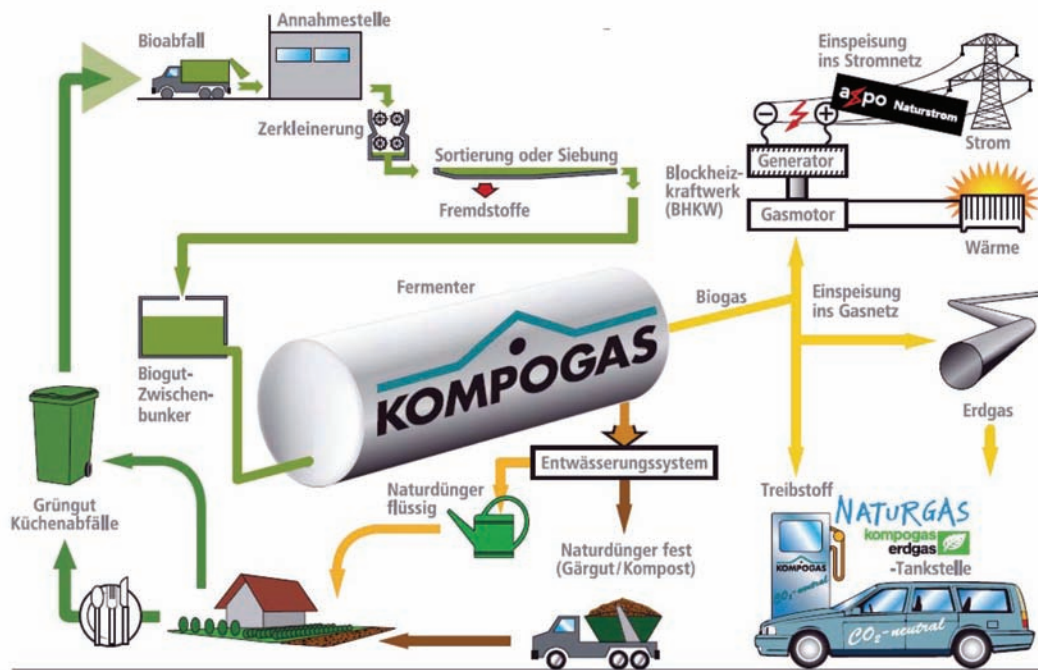 Annahmestelle
Bioabfall
Zerkleinerung
Sortierung oder Siebung
Fremdstoffe
Einspeisung
ins Stromnetz
axpo Naturstrom
Strom
Generator
Blockheiz-
kraftwerk
(BHKW)
Gasmotor
Wärme
Fermenter
KOMPOGAS
Biogas
Einspeisung
ins Gasnetz
Erdgas
Biogut-
Zwischen-
bunker
Entwässerungssystem
Naturdünger
flüssig
Naturdünger fest
(Gärgut/Kompost)
Grüngut
Küchenabfälle
Treibstoff
NATURGAS
kompogas
erdgas
-Tankstelle
KOMPOGAS
CO2-neutral
CO2-neutral